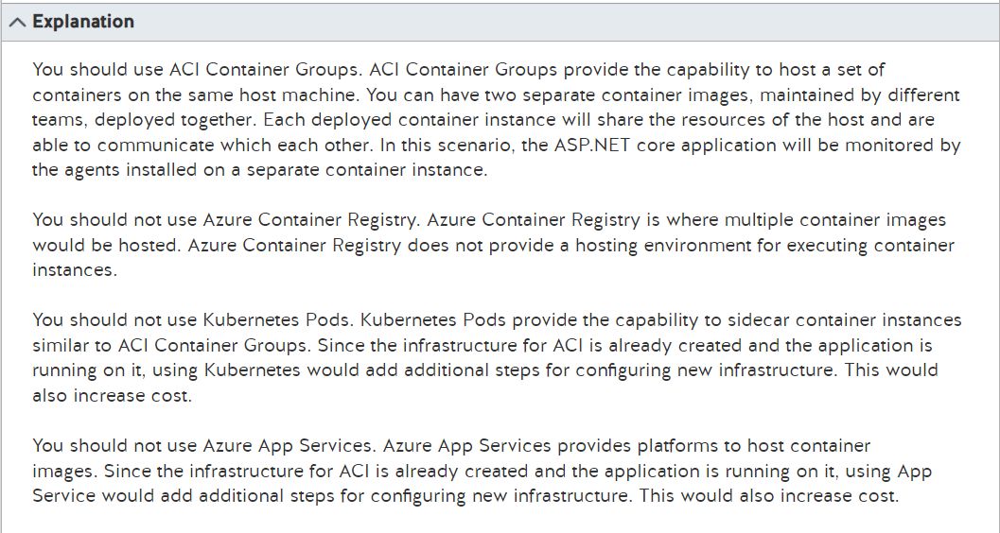 Explanation
You should use ACI Container Groups. ACI Container Groups provide the capability to host a set of
containers on the same host machine. You can have two separate container images, maintained by different
teams, deployed together. Each deployed container instance will share the resources of the host and are
able to communicate which each other. In this scenario, the ASP.NET core application will be monitored by
the agents installed on a separate container instance.
You should not use Azure Container Registry. Azure Container Registry is where multiple container images
would be hosted. Azure Container Registry does not provide a hosting environment for executing container
instances.
You should not use Kubernetes Pods. Kubernetes Pods provide the capability to sidecar container instances
similar to ACI Container Groups. Since the infrastructure for ACI is already created and the application is
running on it, using Kubernetes would add additional steps for configuring new infrastructure. This would
also increase cost.
You should not use Azure App Services. Azure App Services provides platforms to host container
images. Since the infrastructure for ACI is already created and the application is running on it, using App
Service would add additional steps for configuring new infrastructure. This would also increase cost.